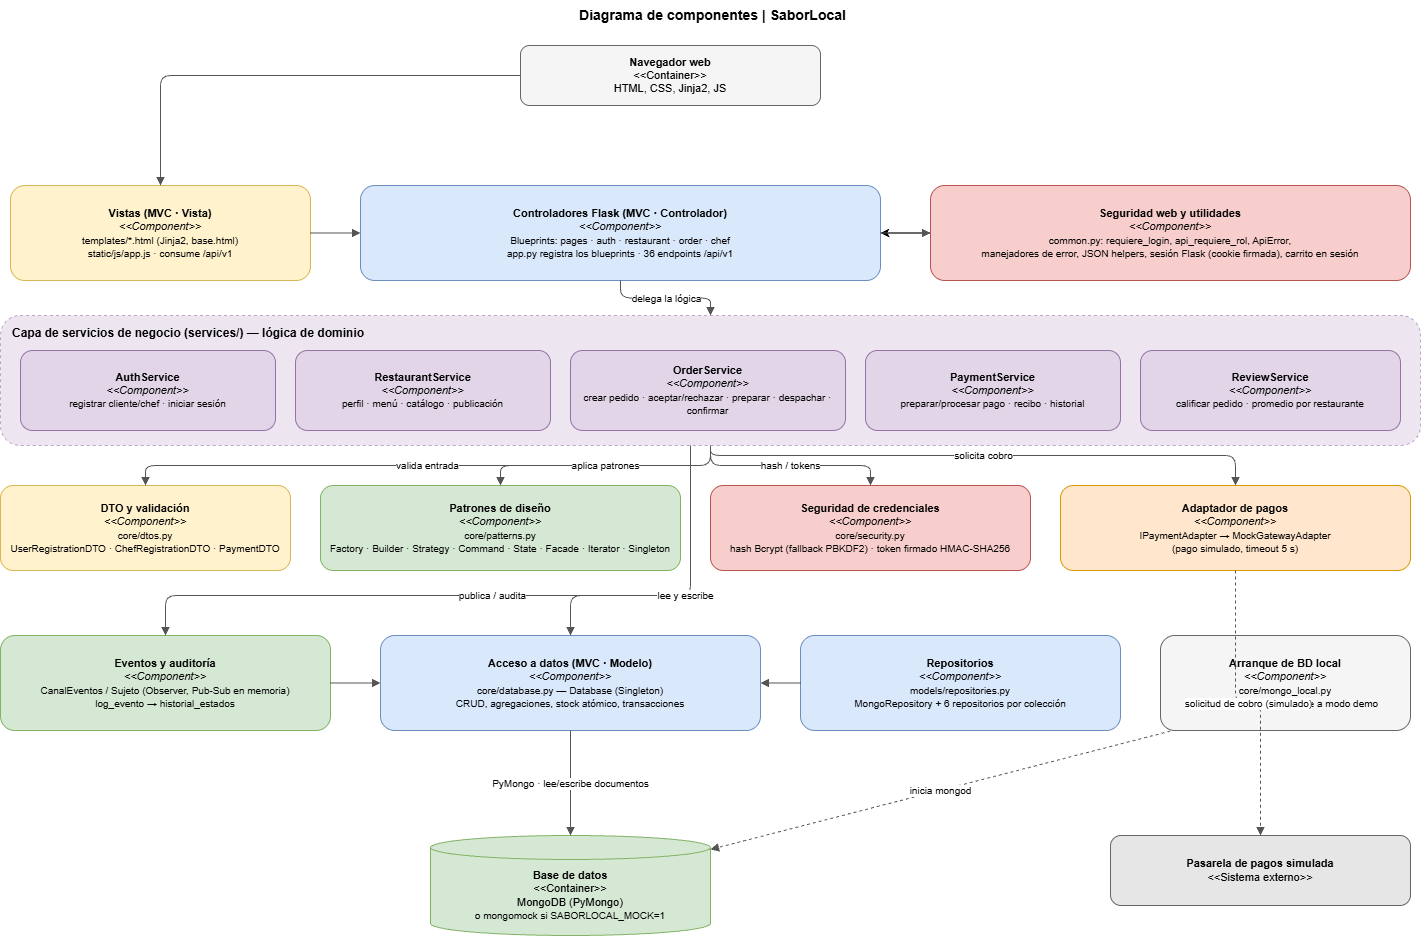 Diagrama de componentes | SaborLocal
Navegador web
<<Container>>
HTML, CSS, Jinja2, JS
Vistas (MVC · Vista)
<<Component>>
templates/*.html (Jinja2, base.html)
static/js/app.js · consume /api/v1
Controladores Flask (MVC · Controlador)
<<Component>>
Blueprints: pages · auth · restaurant · order · chef
app.py registra los blueprints · 36 endpoints /api/v1
Seguridad web y utilidades
<<Component>>
common.py: requiere_login, api_requiere_rol, ApiError,
manejadores de error, JSON helpers, sesión Flask (cookie firmada), carrito en sesión
delega la lógica
Capa de servicios de negocio (services/) — lógica de dominio
AuthService
<<Component>>
registrar cliente/chef · iniciar sesión
RestaurantService
<<Component>>
perfil · menú · catálogo · publicación
OrderService
<<Component>>
crear pedido · aceptar/rechazar · preparar · despachar ·
confirmar
PaymentService
<<Component>>
preparar/procesar pago · recibo · historial
ReviewService
<<Component>>
calificar pedido · promedio por restaurante
valida entrada
aplica patrones
hash / tokens
solicita cobro
DTO y validación
<<Component>>
core/dtos.py
UserRegistrationDTO · ChefRegistrationDTO · PaymentDTO
Patrones de diseño
<<Component>>
core/patterns.py
Factory · Builder · Strategy · Command · State · Facade · Iterator · Singleton
Seguridad de credenciales
<<Component>>
core/security.py
hash Bcrypt (fallback PBKDF2) · token firmado HMAC-SHA256
Adaptador de pagos
<<Component>>
IPaymentAdapter → MockGatewayAdapter
(pago simulado, timeout 5 s)
publica / audita
lee y escribe
Eventos y auditoría
<<Component>>
CanalEventos / Sujeto (Observer, Pub-Sub en memoria)
log_evento → historial_estados
Acceso a datos (MVC · Modelo)
<<Component>>
core/database.py — Database (Singleton)
CRUD, agregaciones, stock atómico, transacciones
Repositorios
<<Component>>
models/repositories.py
MongoRepository + 6 repositorios por colección
Arranque de BD local
<<Component>>
core/mongo_local.py
solicitud de cobro (simulado)
a modo demo
PyMongo · lee/escribe documentos
inicia mongod
Base de datos
<<Container>>
MongoDB (PyMongo)
o mongomock si SABORLOCAL_MOCK=1
Pasarela de pagos simulada
<<Sistema externo>>